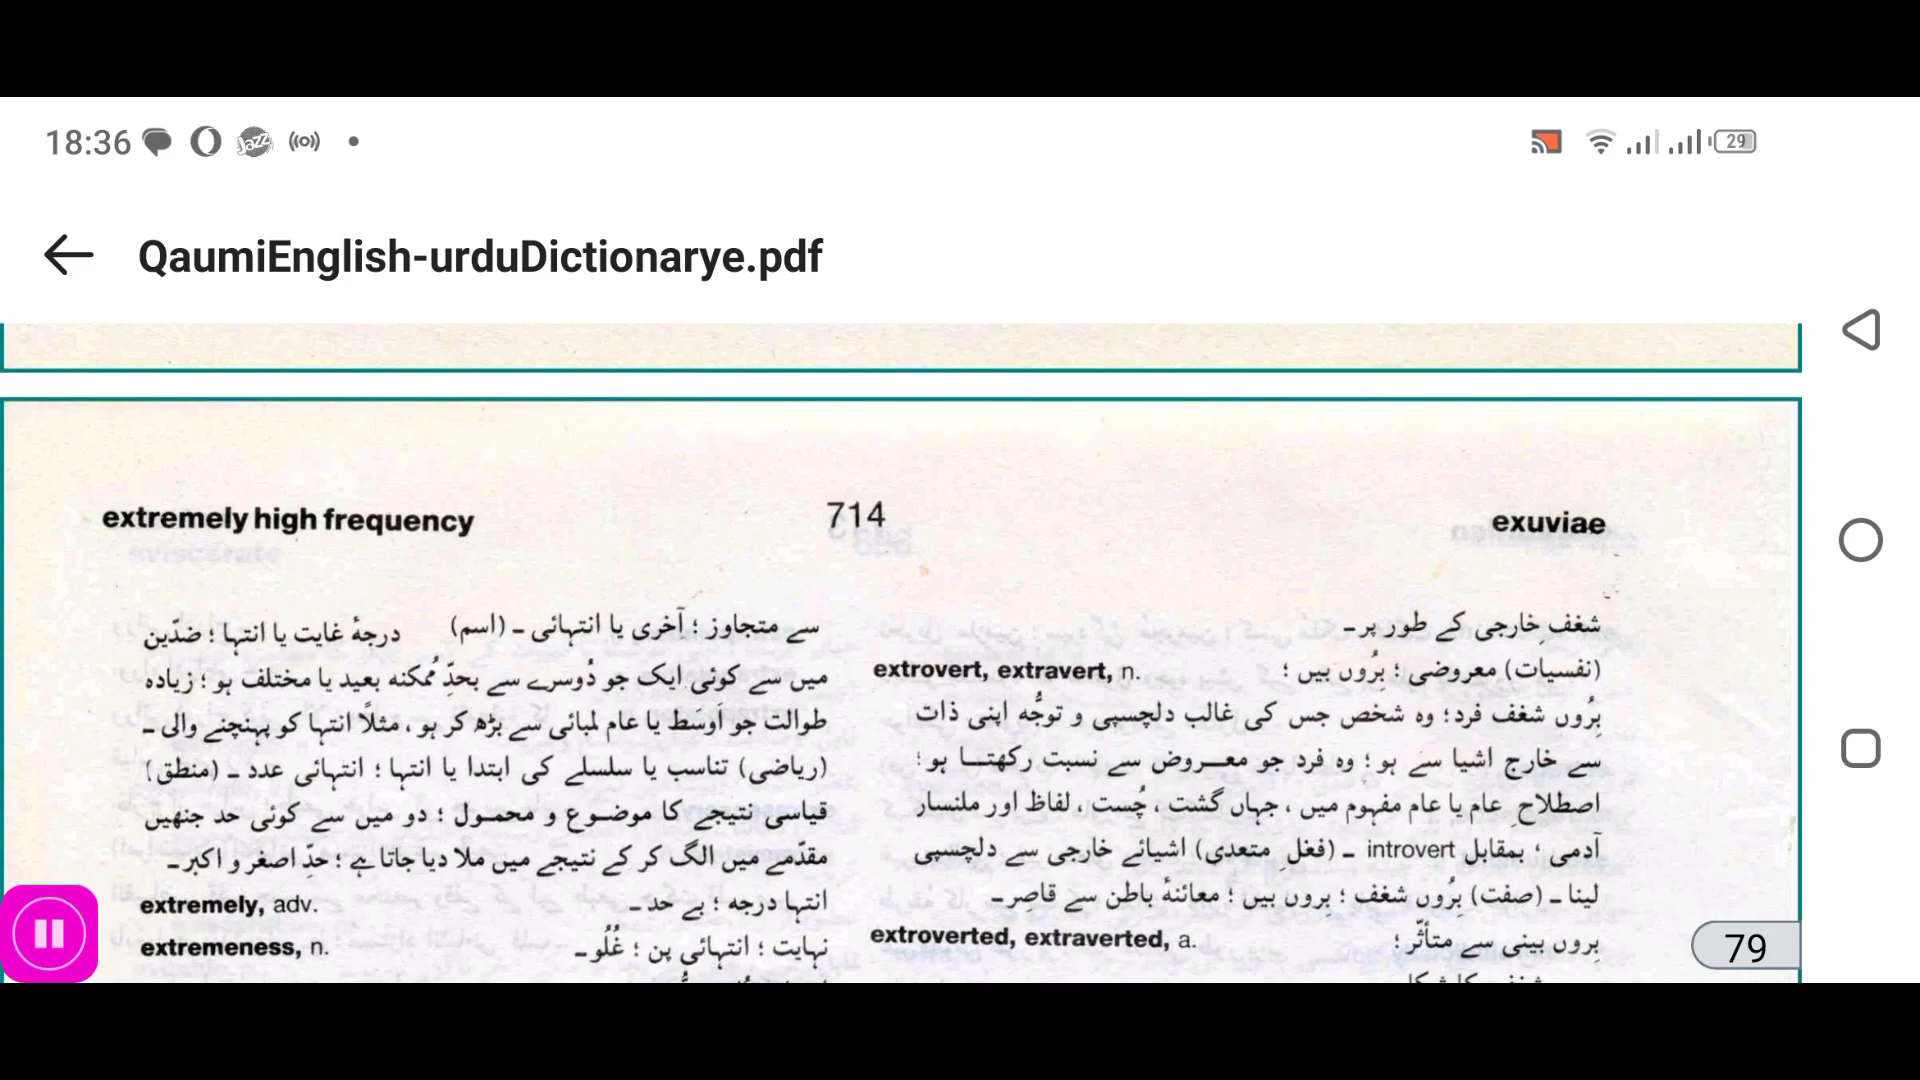 18:36
29
QaumiEnglish-urduDictionarye.pdf
extremely high frequency
714
exuviae
سے متجاوز ؛ آخری یا انتہائی ۔ (اسم) درجۂ غایت یا انتہا ؛ ضدّین
میں سے کوئی ایک جو دُوسرے سے بحدِّ مُمکنہ بعید یا مختلف ہو ؛ زیادہ
طوالت جو اَوسَط یا عام لمبائی سے بڑھ کر ہو ، مثلاً انتہا کو پہنچنے والی ۔
(ریاضی) تناسب یا سلسلے کی ابتدا یا انتہا ؛ انتہائی عدد ۔ (منطق)
قیاسی نتیجے کا موضوع و محمول ؛ دو میں سے کوئی حد جنھیں
مقدّمے میں الگ کر کے نتیجے میں ملا دیا جاتا ہے ؛ حدِّ اصغر و اکبر ۔
extremely, adv. انتہا درجہ ؛ بے حد ۔
extremeness, n. نہایت ؛ انتہائی پن ؛ غُلُو ۔
شغفِ خارجی کے طور پر ۔
extrovert, extravert, n. (نفسیات) معروضی ؛ بِرُوں بیں ؛
بِرُوں شغف فرد ؛ وہ شخص جس کی غالب دلچسپی و توجُّہ اپنی ذات
سے خارج اشیا سے ہو ؛ وہ فرد جو معروض سے نسبت رکھتا ہو ؛
اصطلاحِ عام یا عام مفہوم میں ، جہاں گشت ، چُست ، لفاظ اور ملنسار
آدمی ؛ بمقابل introvert ۔ (فعلِ متعدی) اشیائے خارجی سے دلچسپی
لینا ۔ (صفت) بِرُوں شغف ؛ بِروں بیں ؛ معائنۂ باطن سے قاصِر ۔
extroverted, extraverted, a. بِروں بینی سے متأثّر ؛
79